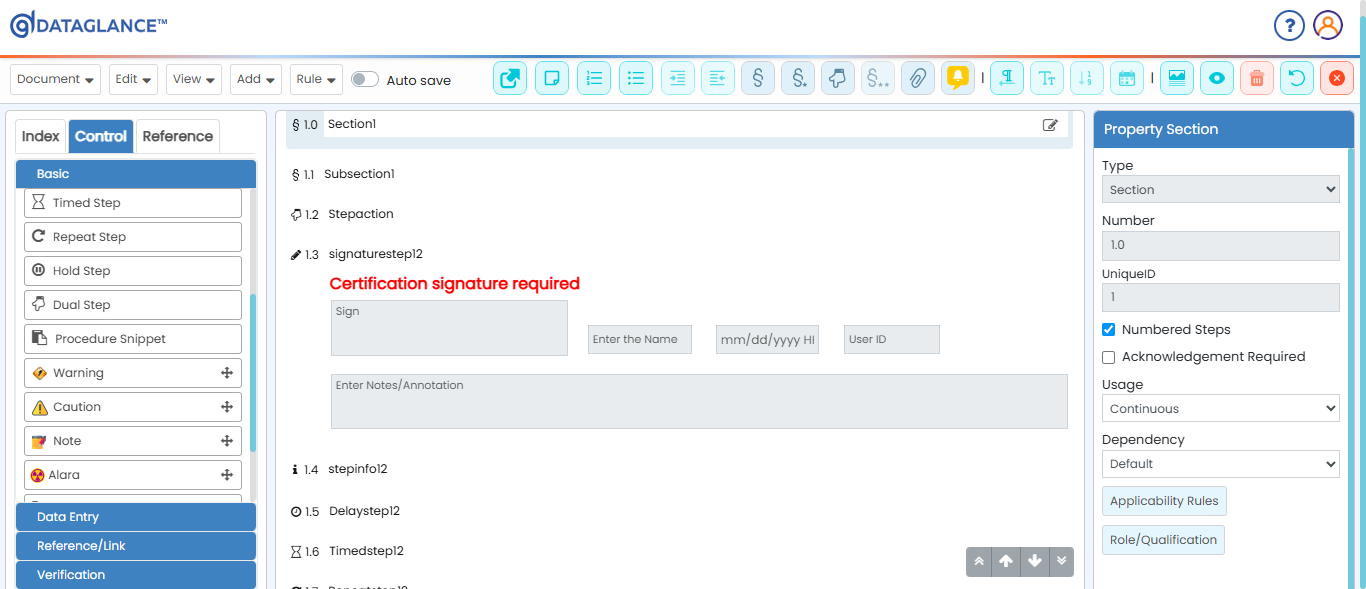 DATAGLANCE™
?
Document
Edit
View
Add
Rule
Auto save
Index
Control
Reference
Basic
Timed Step
Repeat Step
Hold Step
Dual Step
Procedure Snippet
Warning
Caution
Note
Alara
Data Entry
Reference/Link
Verification
§ 1.0 Section1
§ 1.1 Subsection1
1.2 Stepaction
1.3 signaturestep12
Certification signature required
Sign
Enter the Name
mm/dd/yyyy HI
User ID
Enter Notes/Annotation
1.4 stepinfo12
1.5 Delaystep12
1.6 Timedstep12
Property Section
Type
Section
Number
1.0
UniqueID
1
Numbered Steps
Acknowledgement Required
Usage
Continuous
Dependency
Default
Applicability Rules
Role/Qualification